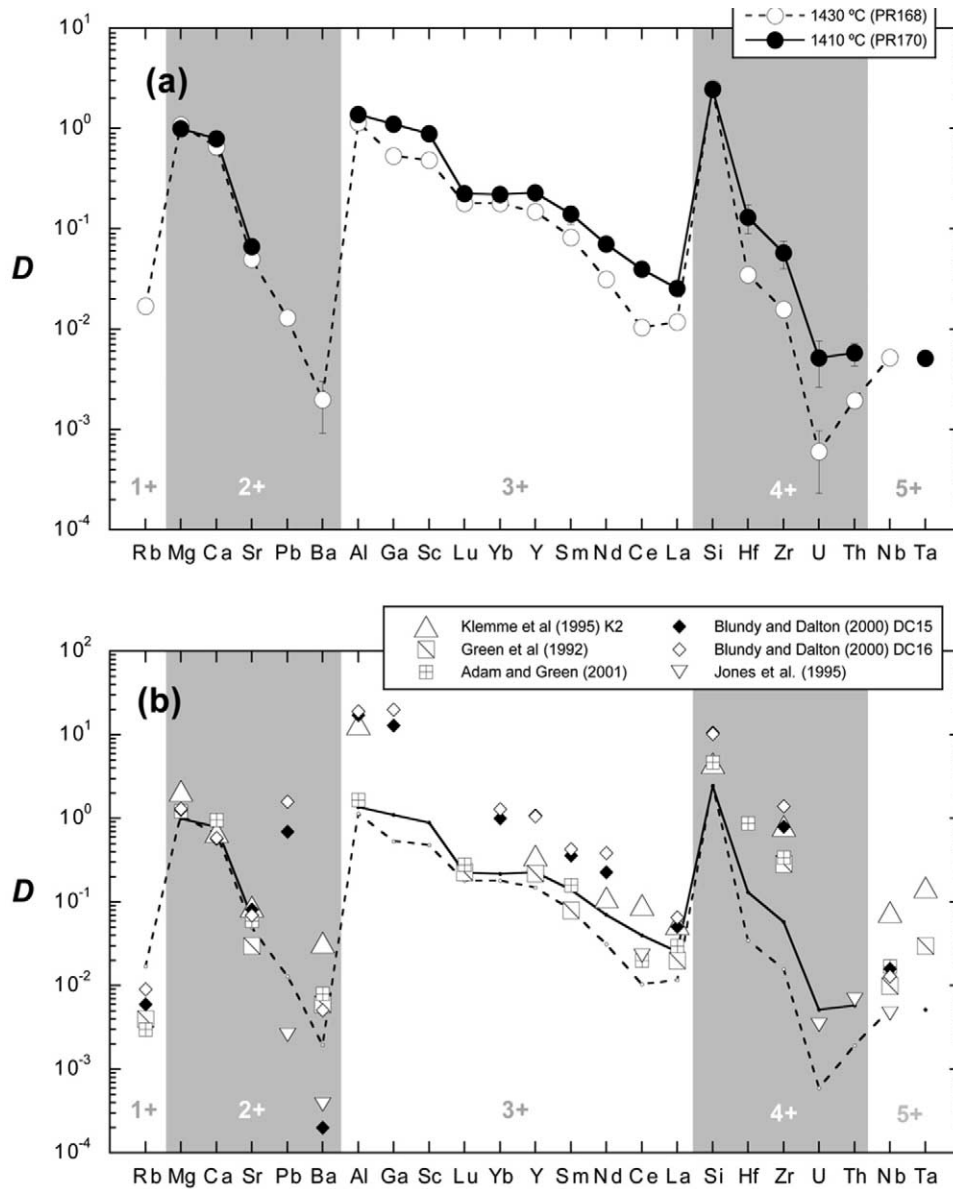 1430 ºC (PR168)
1410 ºC (PR170)
(a)
10^1
10^0
10^-1
10^-2
10^-3
10^-4
D
1+ 2+ 3+ 4+ 5+
Rb Mg Ca Sr Pb Ba Al Ga Sc Lu Yb Y Sm Nd Ce La Si Hf Zr U Th Nb Ta
Klemme et al (1995) K2
Green et al (1992)
Adam and Green (2001)
Blundy and Dalton (2000) DC15
Blundy and Dalton (2000) DC16
Jones et al. (1995)
(b)
10^2
10^1
10^0
10^-1
10^-2
10^-3
10^-4
D
1+ 2+ 3+ 4+ 5+
Rb Mg Ca Sr Pb Ba Al Ga Sc Lu Yb Y Sm Nd Ce La Si Hf Zr U Th Nb Ta